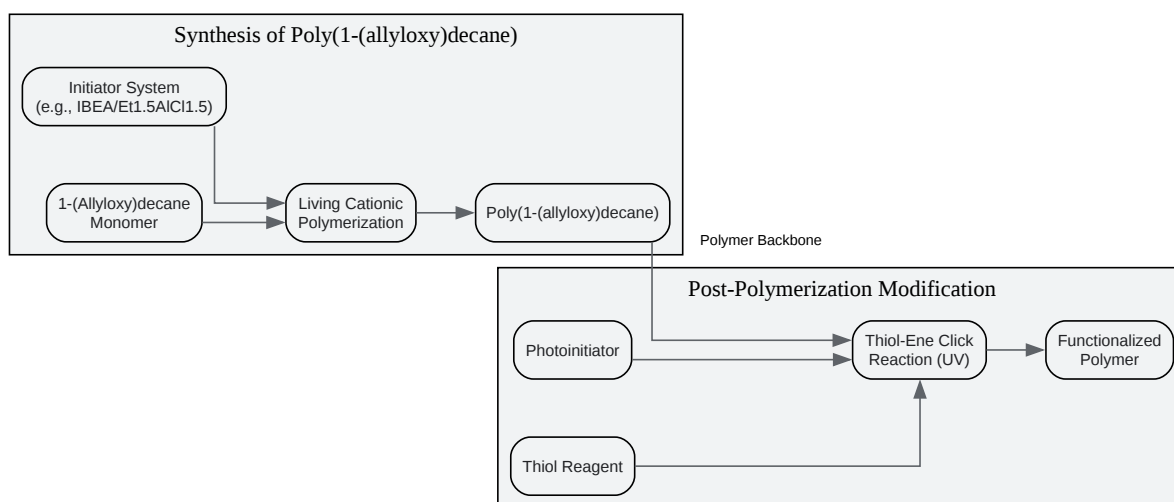 Synthesis of Poly(1-(allyloxy)decane)
Initiator System
(e.g., IBEA/Et1.5AlCl1.5)
1-(Allyloxy)decane
Monomer
Living Cationic
Polymerization
Poly(1-(allyloxy)decane)
Polymer Backbone
Post-Polymerization Modification
Photoinitiator
Thiol-Ene Click
Reaction (UV)
Functionalized
Polymer
Thiol Reagent